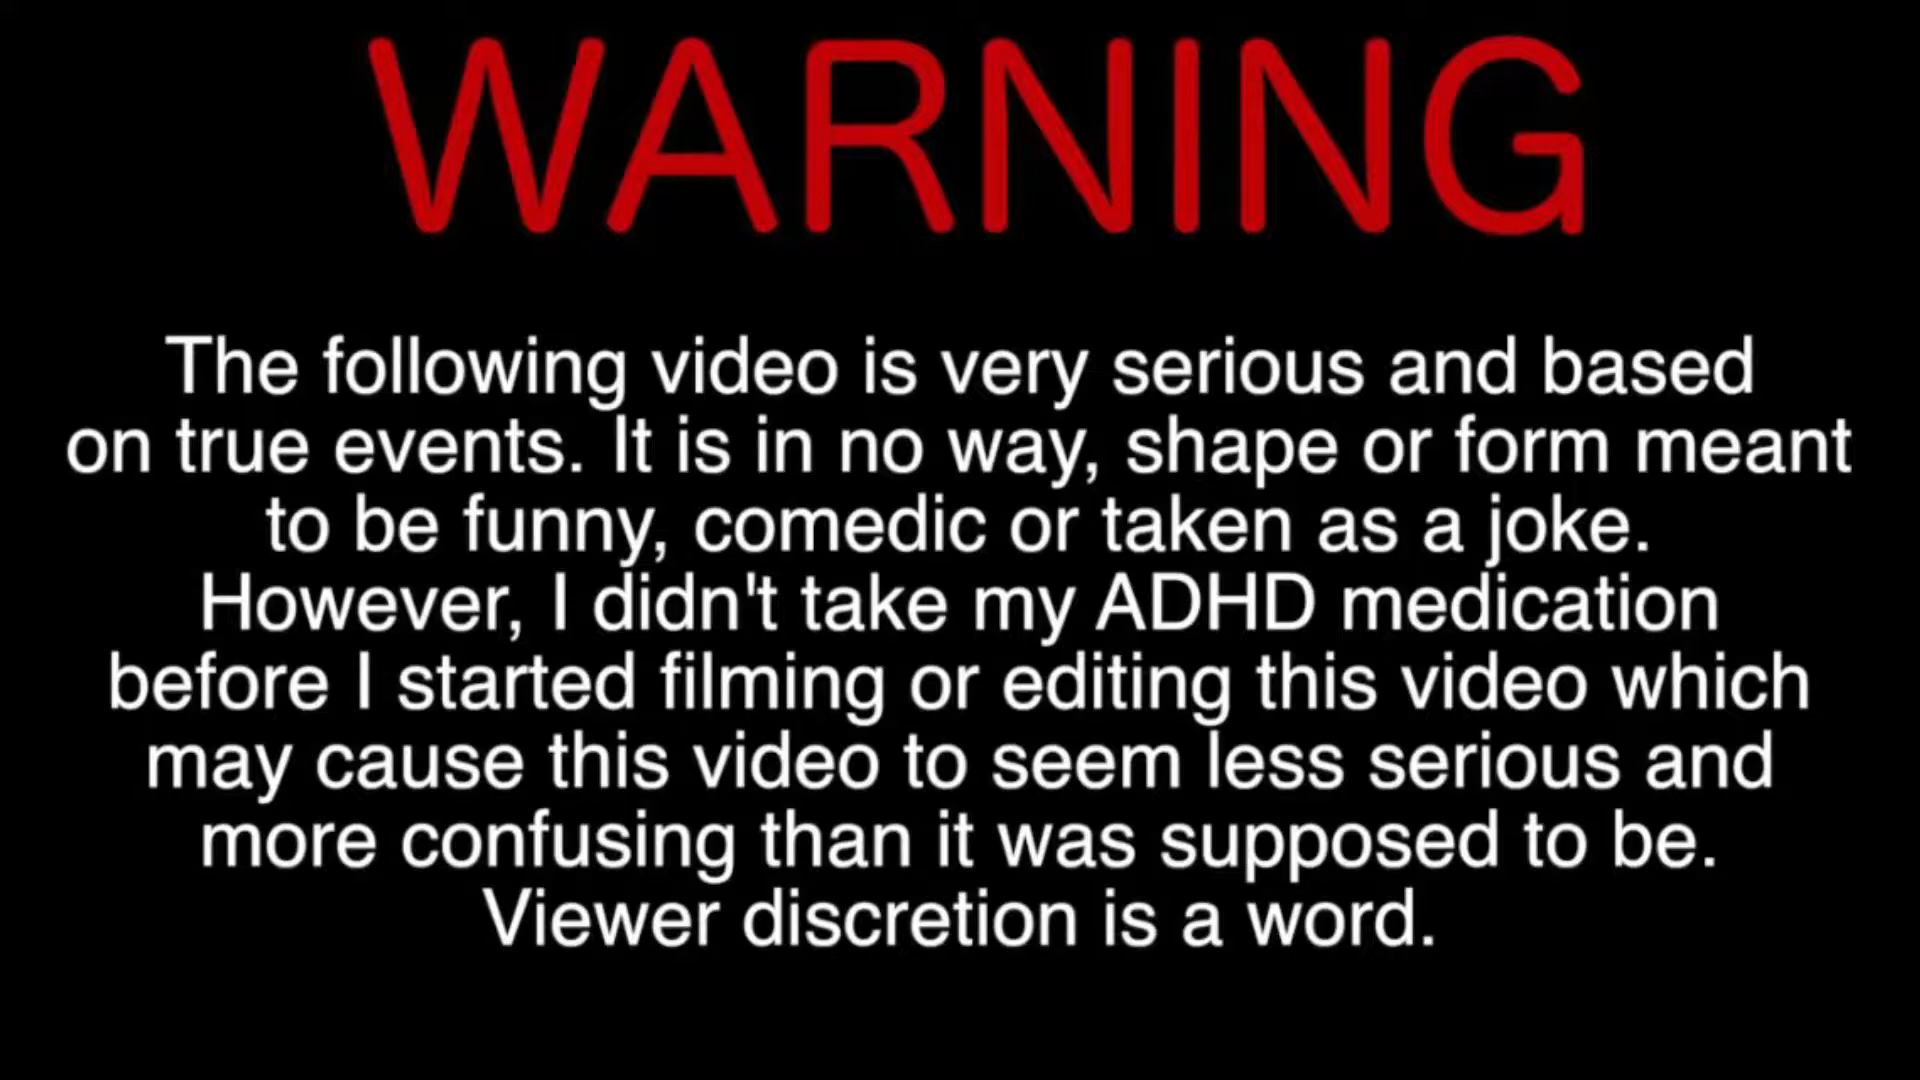 WARNING
The following video is very serious and based
on true events. It is in no way, shape or form meant
to be funny, comedic or taken as a joke.
However, I didn't take my ADHD medication
before I started filming or editing this video which
may cause this video to seem less serious and
more confusing than it was supposed to be.
Viewer discretion is a word.